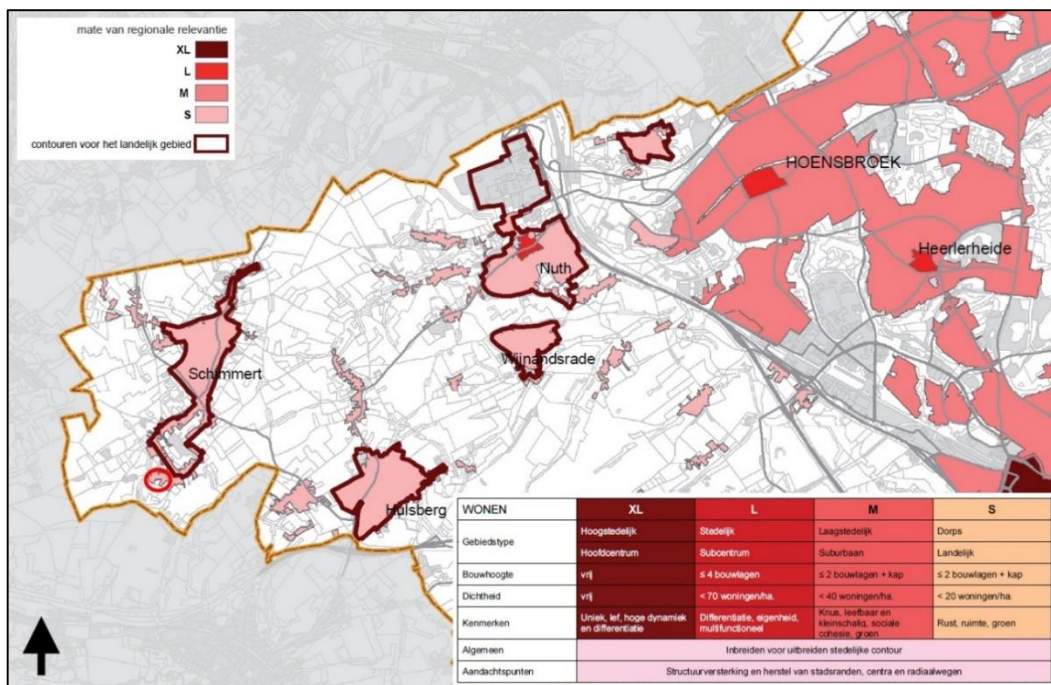 mate van regionale relevantie
XL
L
M
S
contouren voor het landelijk gebied
HOENSBROEK
Heerlerheide
Nuth
Wijnandsrade
Schimmert
Hulsberg
WONEN XL L M S
Gebiedstype Hoogstedelijk Stedelijk Laagstedelijk Dorps
Hoofdcentrum Subcentrum Suburbaan Landelijk
Bouwhoogte vrij ≤ 4 bouwlagen ≤ 2 bouwlagen + kap ≤ 2 bouwlagen + kap
Dichtheid vrij < 70 woningen/ha. < 40 woningen/ha. < 20 woningen/ha.
Kenmerken Uniek, lef, hoge dynamiek en differentiatie Differentiatie, eigenheid, multifunctioneel Knus, leefbaar en kleinschalig, sociale cohesie, groen Rust, ruimte, groen
Algemeen Inbreiden voor uitbreiden stedelijke contour
Aandachtspunten Structuurversterking en herstel van stadsranden, centra en radiaalwegen